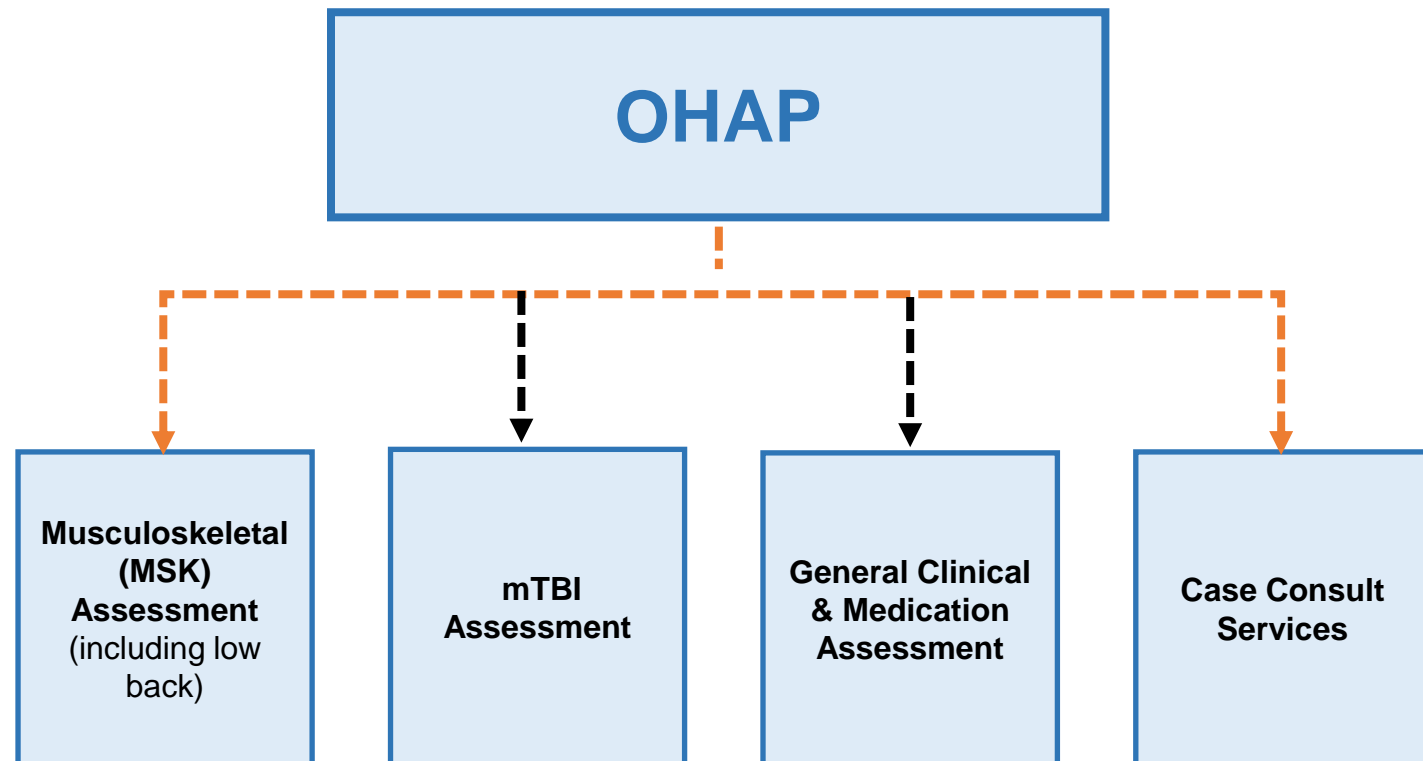 OHAP
Musculoskeletal
(MSK)
Assessment
(including low
back)
mTBI
Assessment
General Clinical
& Medication
Assessment
Case Consult
Services